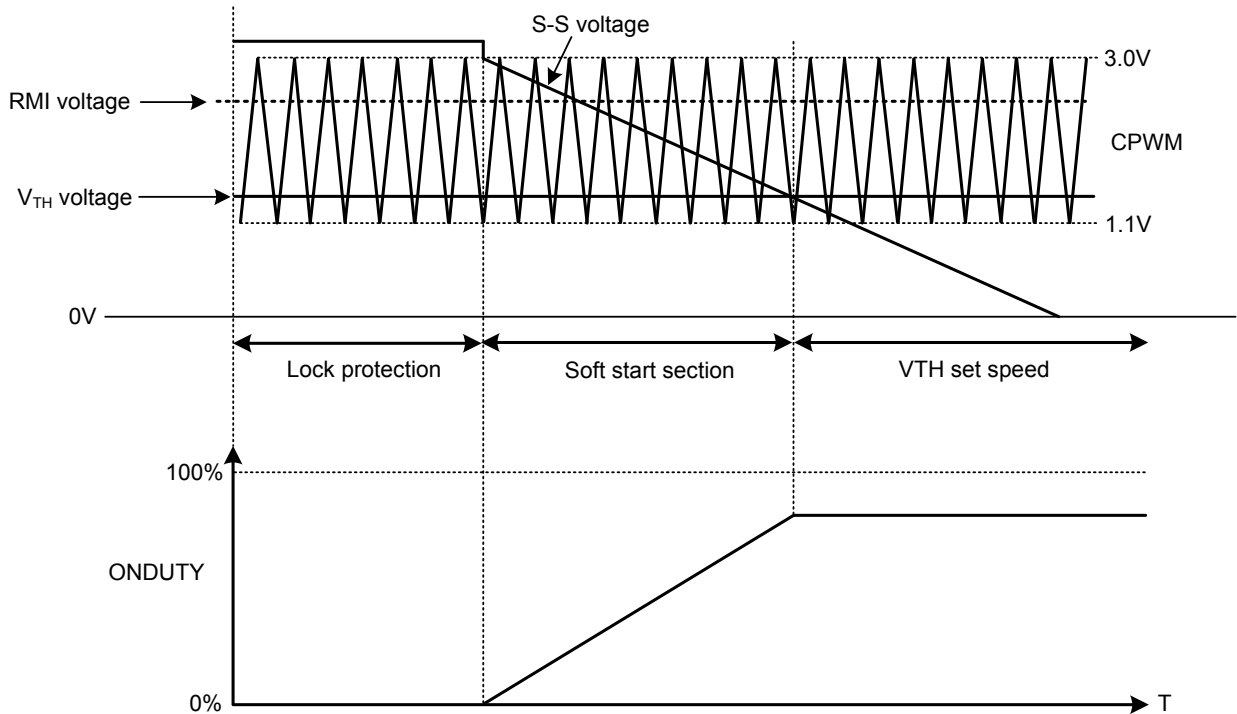 S-S voltage
3.0V
RMI voltage
CPWM
VTH voltage
1.1V
0V
Lock protection
Soft start section
VTH set speed
100%
ONDUTY
0%
T